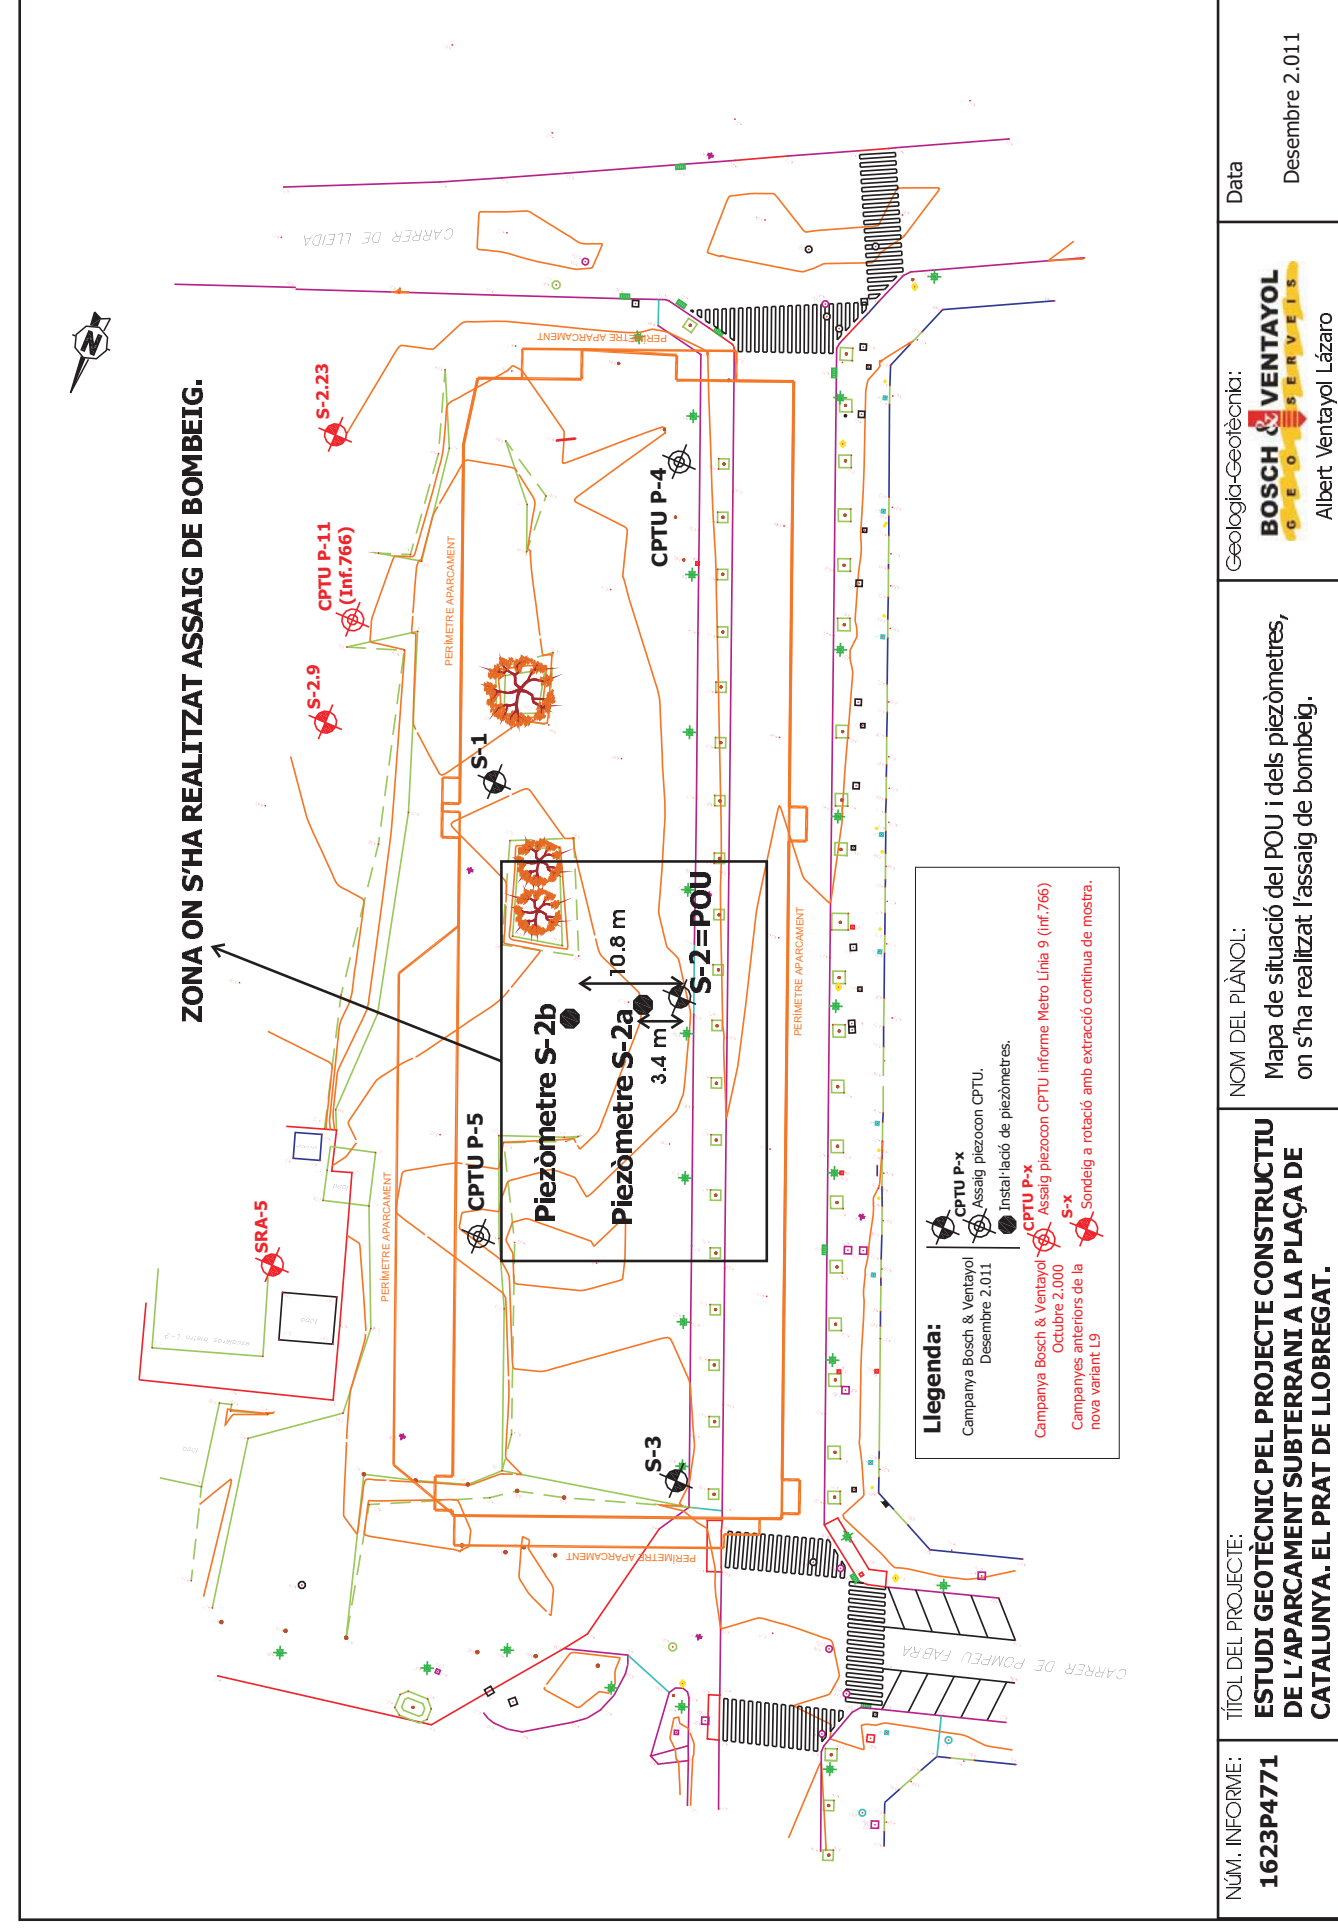 ZONA ON S'HA REALITZAT ASSAIG DE BOMBEIG.
CARRER DE LLEIDA
S-2.23
CPTU P-11
(Inf.766)
S-2.9
SRA-5
PERÍMETRE APARCAMENT
PERÍMETRE APARCAMENT
PERÍMETRE APARCAMENT
PERÍMETRE APARCAMENT
PERÍMETRE APARCAMENT
CPTU P-4
S-1
CPTU P-5
Piezòmetre S-2b
Piezòmetre S-2a
10.8 m
3.4 m
S-2=POU
S-3
CARRER DE POMPEU FABRA
N
Llegenda:
Campanya Bosch & Ventayol
Desembre 2.011
CPTU P-x
Assaig piezocon CPTU.
Instal·lació de piezòmetres.
Campanya Bosch & Ventayol
Octubre 2.000
CPTU P-x
Assaig piezocon CPTU informe Metro Línia 9 (inf.766)
Campanyes anteriors de la
nova variant L9
S-x
Sondeig a rotació amb extracció contínua de mostra.
NÚM. INFORME:
1623P4771
TÍTOL DEL PROJECTE:
ESTUDI GEOTÈCNIC PEL PROJECTE CONSTRUCTIU
DE L'APARCAMENT SUBTERRANI A LA PLAÇA DE
CATALUNYA. EL PRAT DE LLOBREGAT.
NOM DEL PLÀNOL:
Mapa de situació del POU i dels piezòmetres,
on s'ha realitzat l'assaig de bombeig.
Geologia-Geotècnia:
BOSCH & VENTAYOL
GEOSERVEIS
Albert Ventayol Lázaro
Data
Desembre 2.011